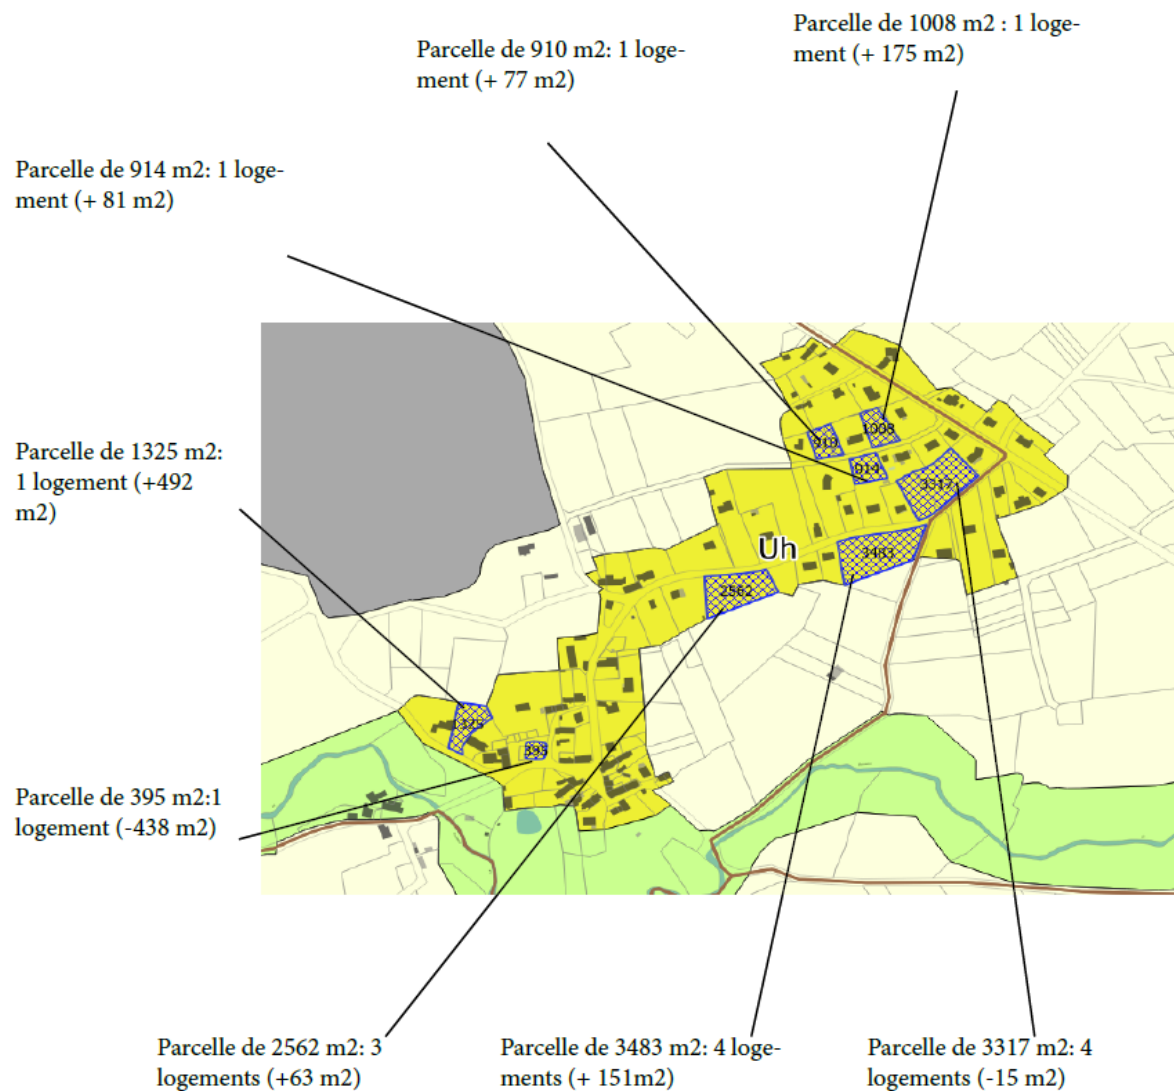 Parcelle de 1008 m2 : 1 loge-
ment (+ 175 m2)
Parcelle de 910 m2: 1 loge-
ment (+ 77 m2)
Parcelle de 914 m2: 1 loge-
ment (+ 81 m2)
Parcelle de 1325 m2:
1 logement (+492
m2)
910
1008
914
3317
Uh
3483
2562
395
Parcelle de 395 m2:1
logement (-438 m2)
Parcelle de 2562 m2: 3
logements (+63 m2)
Parcelle de 3483 m2: 4 loge-
ments (+ 151m2)
Parcelle de 3317 m2: 4
logements (-15 m2)